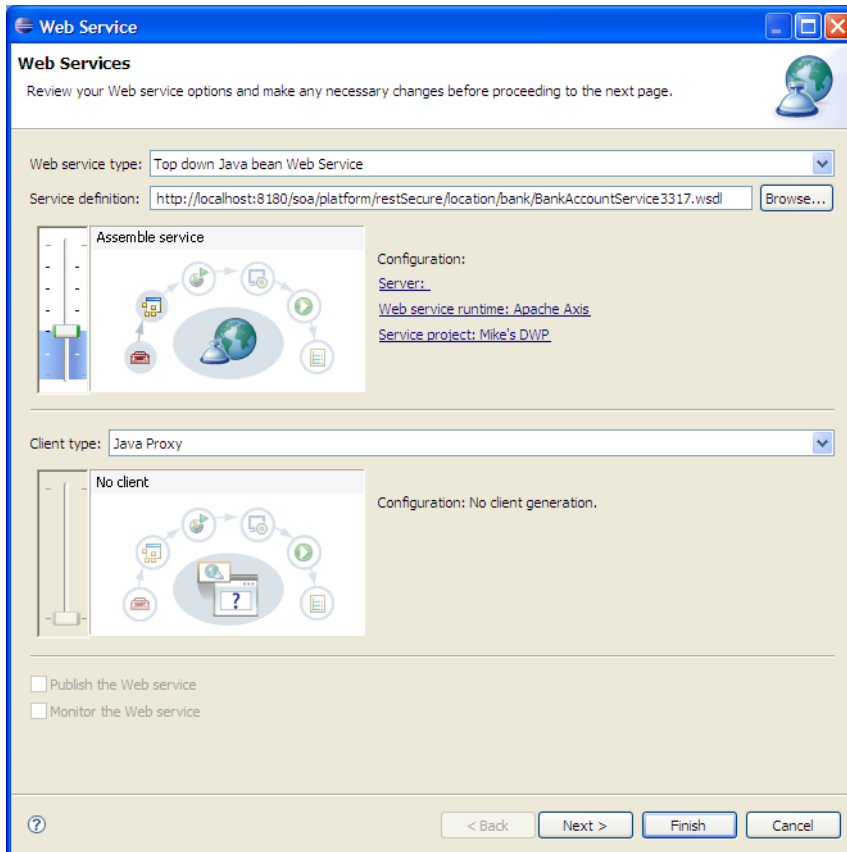 Web Service
Web Services
Review your Web service options and make any necessary changes before proceeding to the next page.
Web service type: Top down Java bean Web Service
Service definition: http://localhost:8180/soa/platform/restSecure/location/bank/BankAccountService3317.wsdl Browse...
Assemble service
Configuration:
Server:
Web service runtime: Apache Axis
Service project: Mike's DWP
Client type: Java Proxy
No client
Configuration: No client generation.
?
Publish the Web service
Monitor the Web service
? < Back Next > Finish Cancel